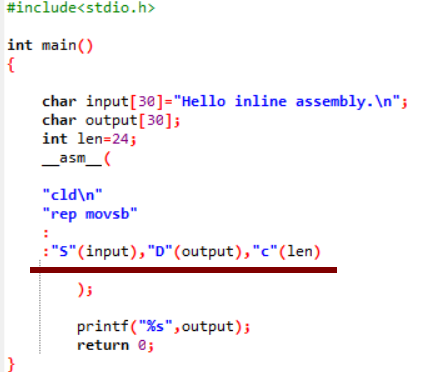 #include<stdio.h>
int main()
{
char input[30]="Hello inline assembly.\n";
char output[30];
int len=24;
__asm__(
"cld\n"
"rep movsb"
:
:"S"(input),"D"(output),"c"(len)
);
printf("%s",output);
return 0;
}